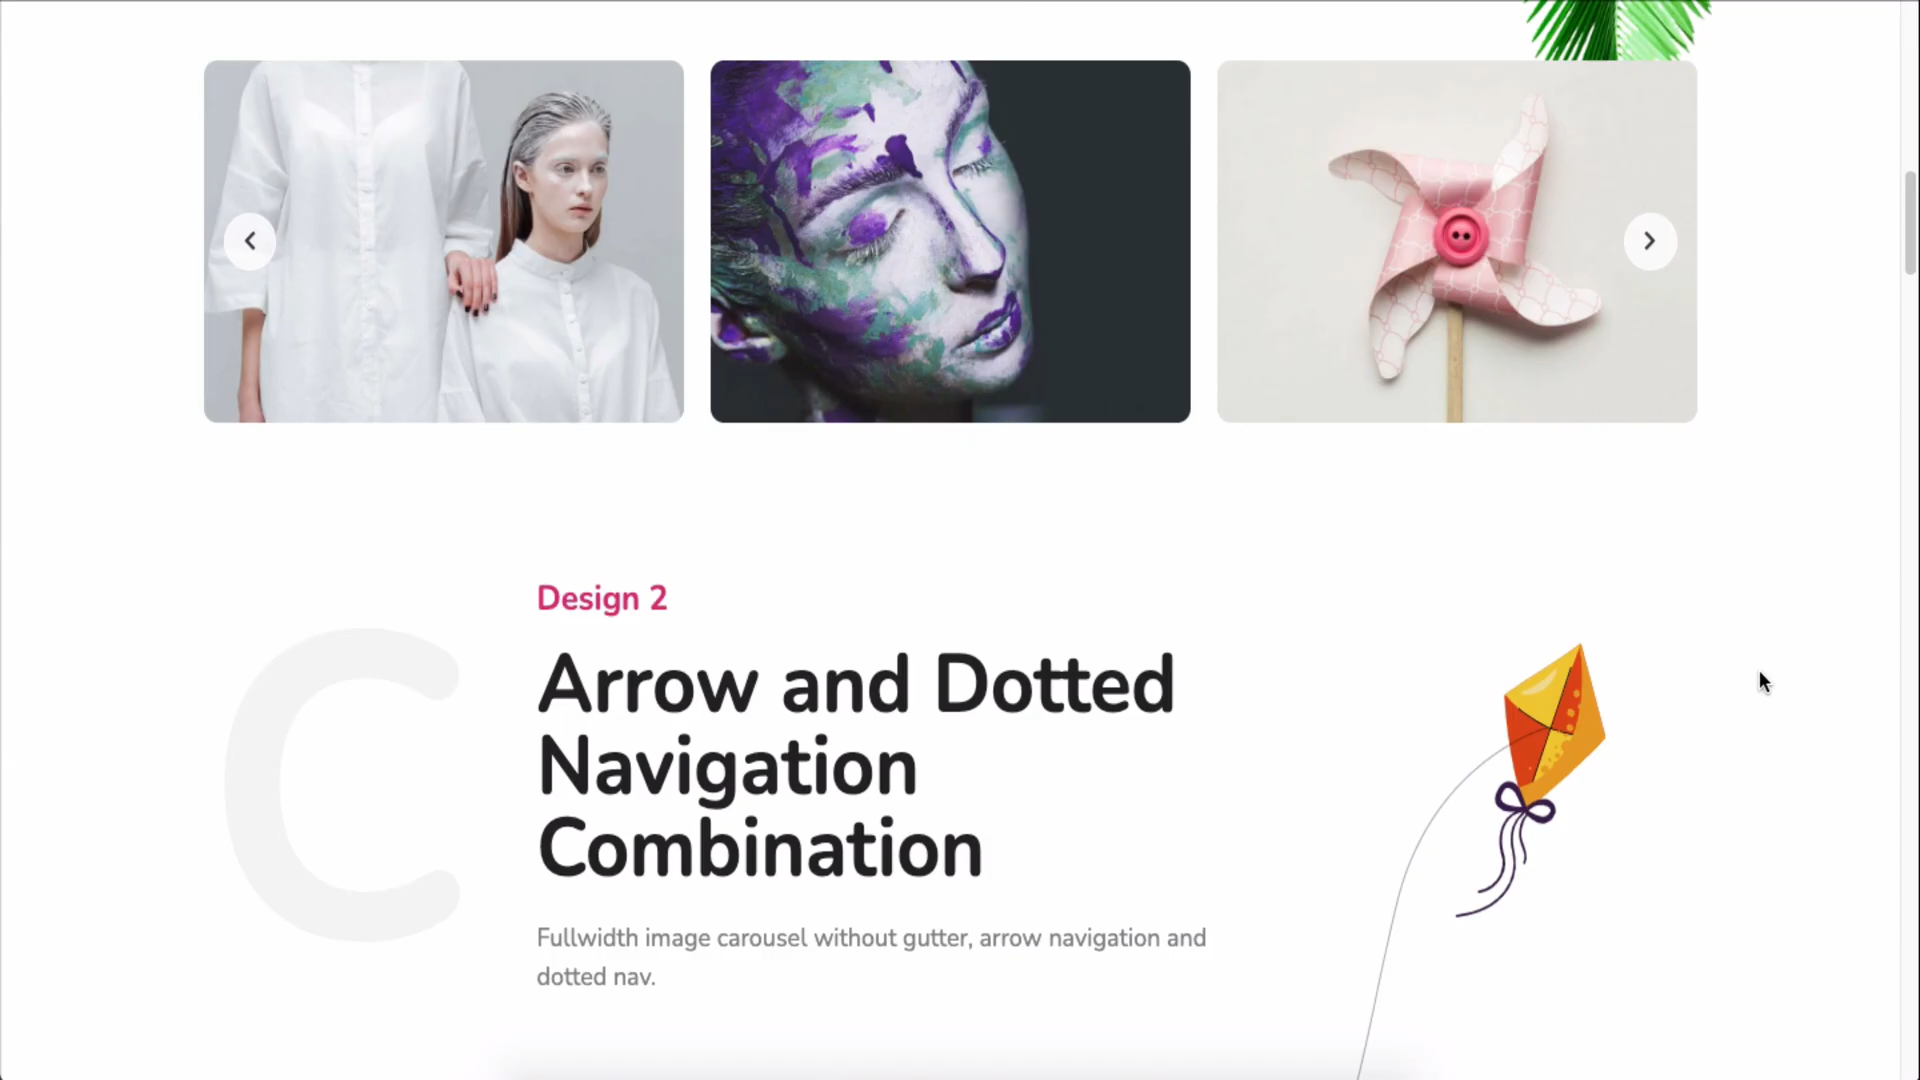 Design 2
C
Arrow and Dotted
Navigation
Combination
Fullwidth image carousel without gutter, arrow navigation and
dotted nav.